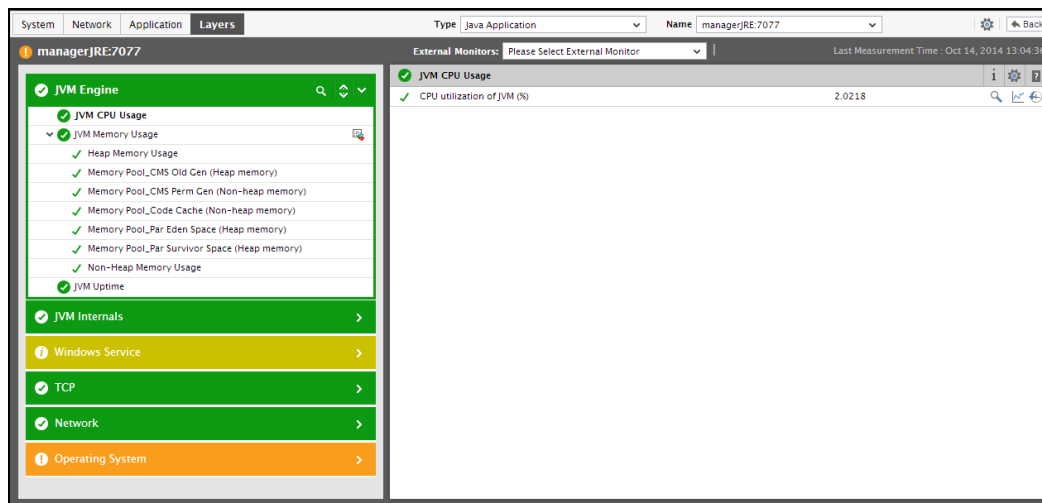 System Network Application Layers Type Java Application Name managerJRE:7077 Back
managerJRE:7077 External Monitors: Please Select External Monitor Last Measurement Time : Oct 14, 2014 13:04:36
JVM Engine
JVM CPU Usage
JVM Memory Usage
Heap Memory Usage
Memory Pool_CMS Old Gen (Heap memory)
Memory Pool_CMS Perm Gen (Non-heap memory)
Memory Pool_Code Cache (Non-heap memory)
Memory Pool_Par Eden Space (Heap memory)
Memory Pool_Par Survivor Space (Heap memory)
Non-Heap Memory Usage
JVM Uptime
JVM Internals
Windows Service
TCP
Network
Operating System
JVM CPU Usage
CPU utilization of JVM (%) 2.0218